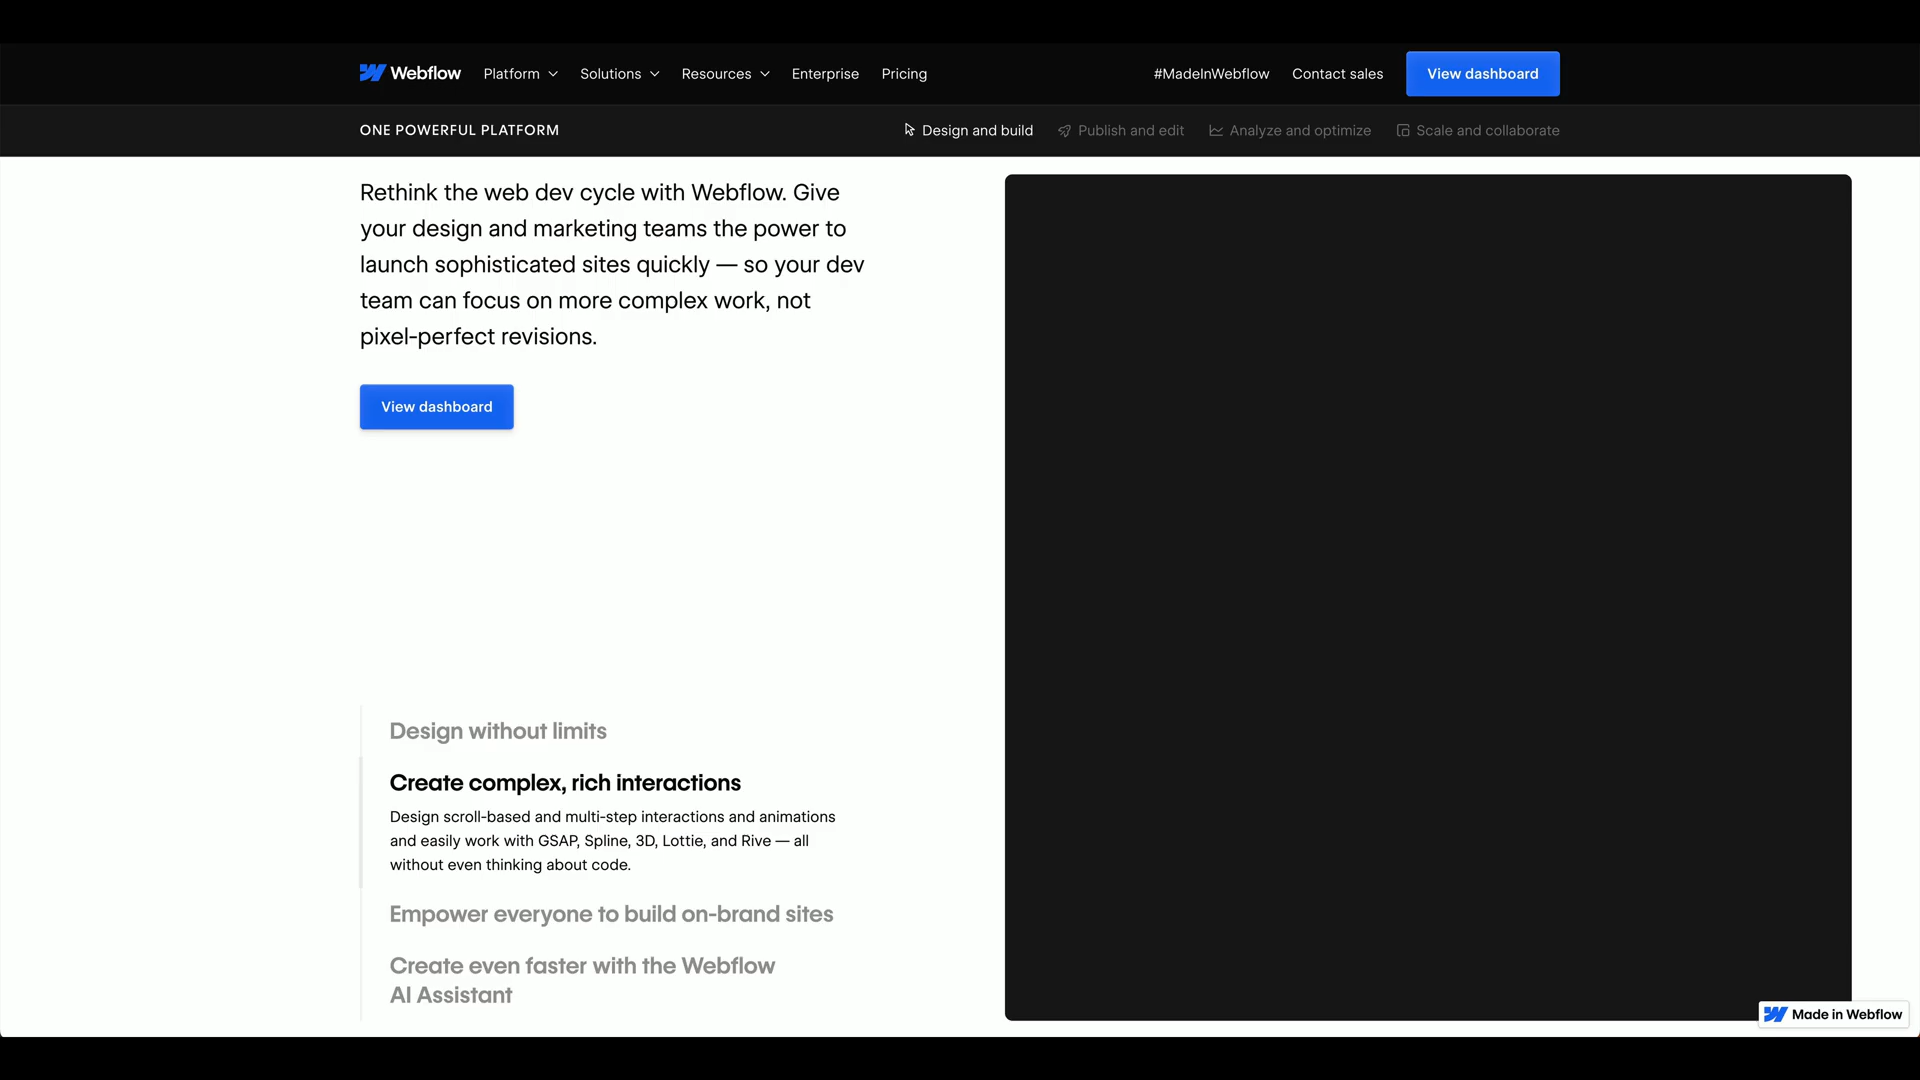 Webflow Platform Solutions Resources Enterprise Pricing #MadeInWebflow Contact sales View dashboard
ONE POWERFUL PLATFORM Design and build Publish and edit Analyze and optimize Scale and collaborate
Rethink the web dev cycle with Webflow. Give
your design and marketing teams the power to
launch sophisticated sites quickly — so your dev
team can focus on more complex work, not
pixel-perfect revisions.
View dashboard
Design without limits
Create complex, rich interactions
Design scroll-based and multi-step interactions and animations
and easily work with GSAP, Spline, 3D, Lottie, and Rive — all
without even thinking about code.
Empower everyone to build on-brand sites
Create even faster with the Webflow
AI Assistant
Made in Webflow